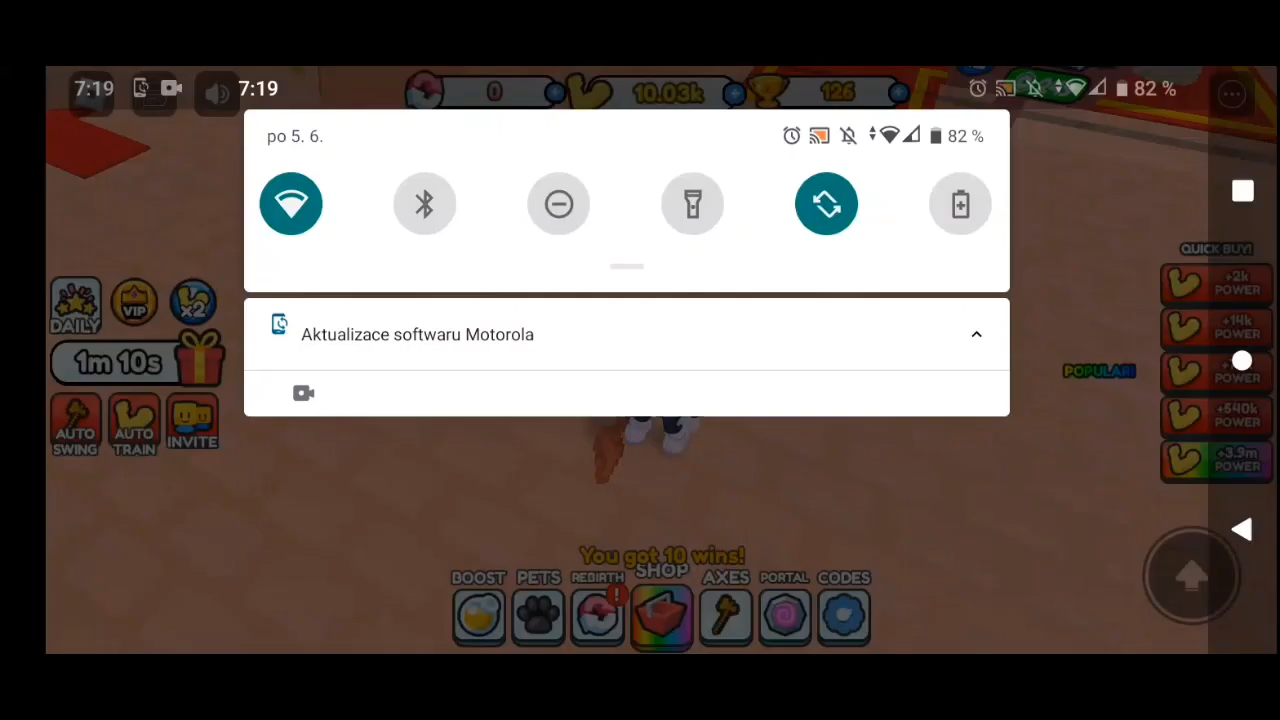 7:19
7:19
0
10.03k
126
82 %
po 5. 6.
82 %
Aktualizace softwaru Motorola
DAILY
VIP
x2
1m 10s
AUTO SWING
AUTO TRAIN
INVITE
QUICK BUY!
+2k POWER
+14k POWER
POPULAR!
POWER
+540k POWER
+3.9m POWER
You got 10 wins!
BOOST
PETS
REBIRTH
!
SHOP
AXES
PORTAL
CODES